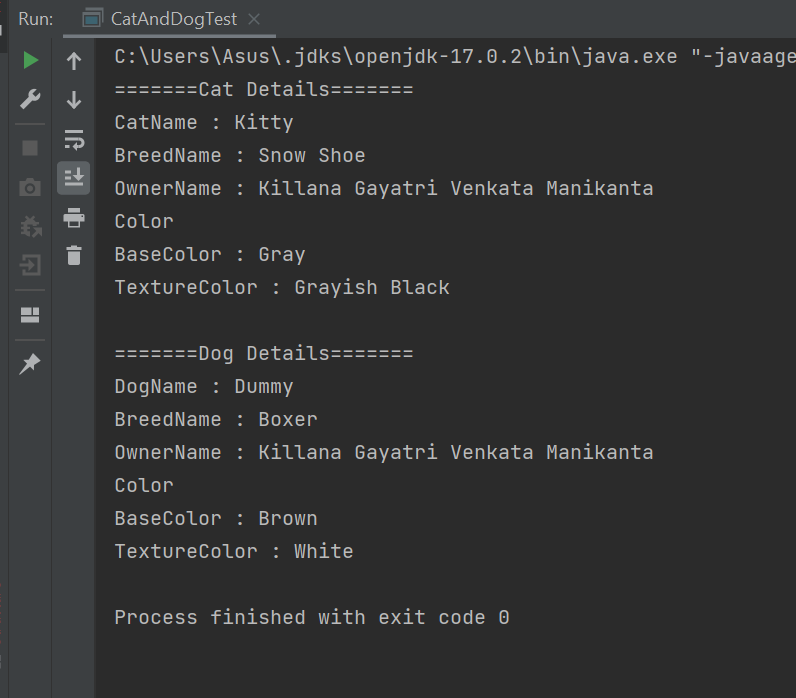 Run: CatAndDogTest
C:\Users\Asus\.jdks\openjdk-17.0.2\bin\java.exe "-javaage
=======Cat Details=======
CatName : Kitty
BreedName : Snow Shoe
OwnerName : Killana Gayatri Venkata Manikanta
Color
BaseColor : Gray
TextureColor : Grayish Black
=======Dog Details=======
DogName : Dummy
BreedName : Boxer
OwnerName : Killana Gayatri Venkata Manikanta
Color
BaseColor : Brown
TextureColor : White
Process finished with exit code 0